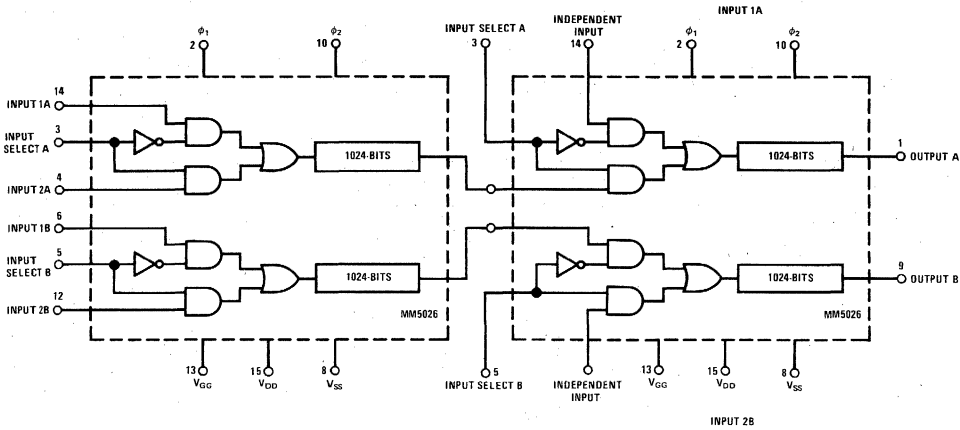 INPUT 1A
INPUT SELECT A
3
INDEPENDENT
INPUT
14
ϕ1
2
ϕ2
10
ϕ1
2
ϕ2
10
14
INPUT 1A
3
INPUT
SELECT A
4
INPUT 2A
1024-BITS
6
INPUT 1B
5
INPUT
SELECT B
12
INPUT 2B
1024-BITS
MM5026
1024-BITS
1
OUTPUT A
1024-BITS
9
OUTPUT B
MM5026
13
VGG
15
VDD
8
VSS
5
INPUT SELECT B
INDEPENDENT
INPUT
13
VGG
15
VDD
8
VSS
INPUT 2B